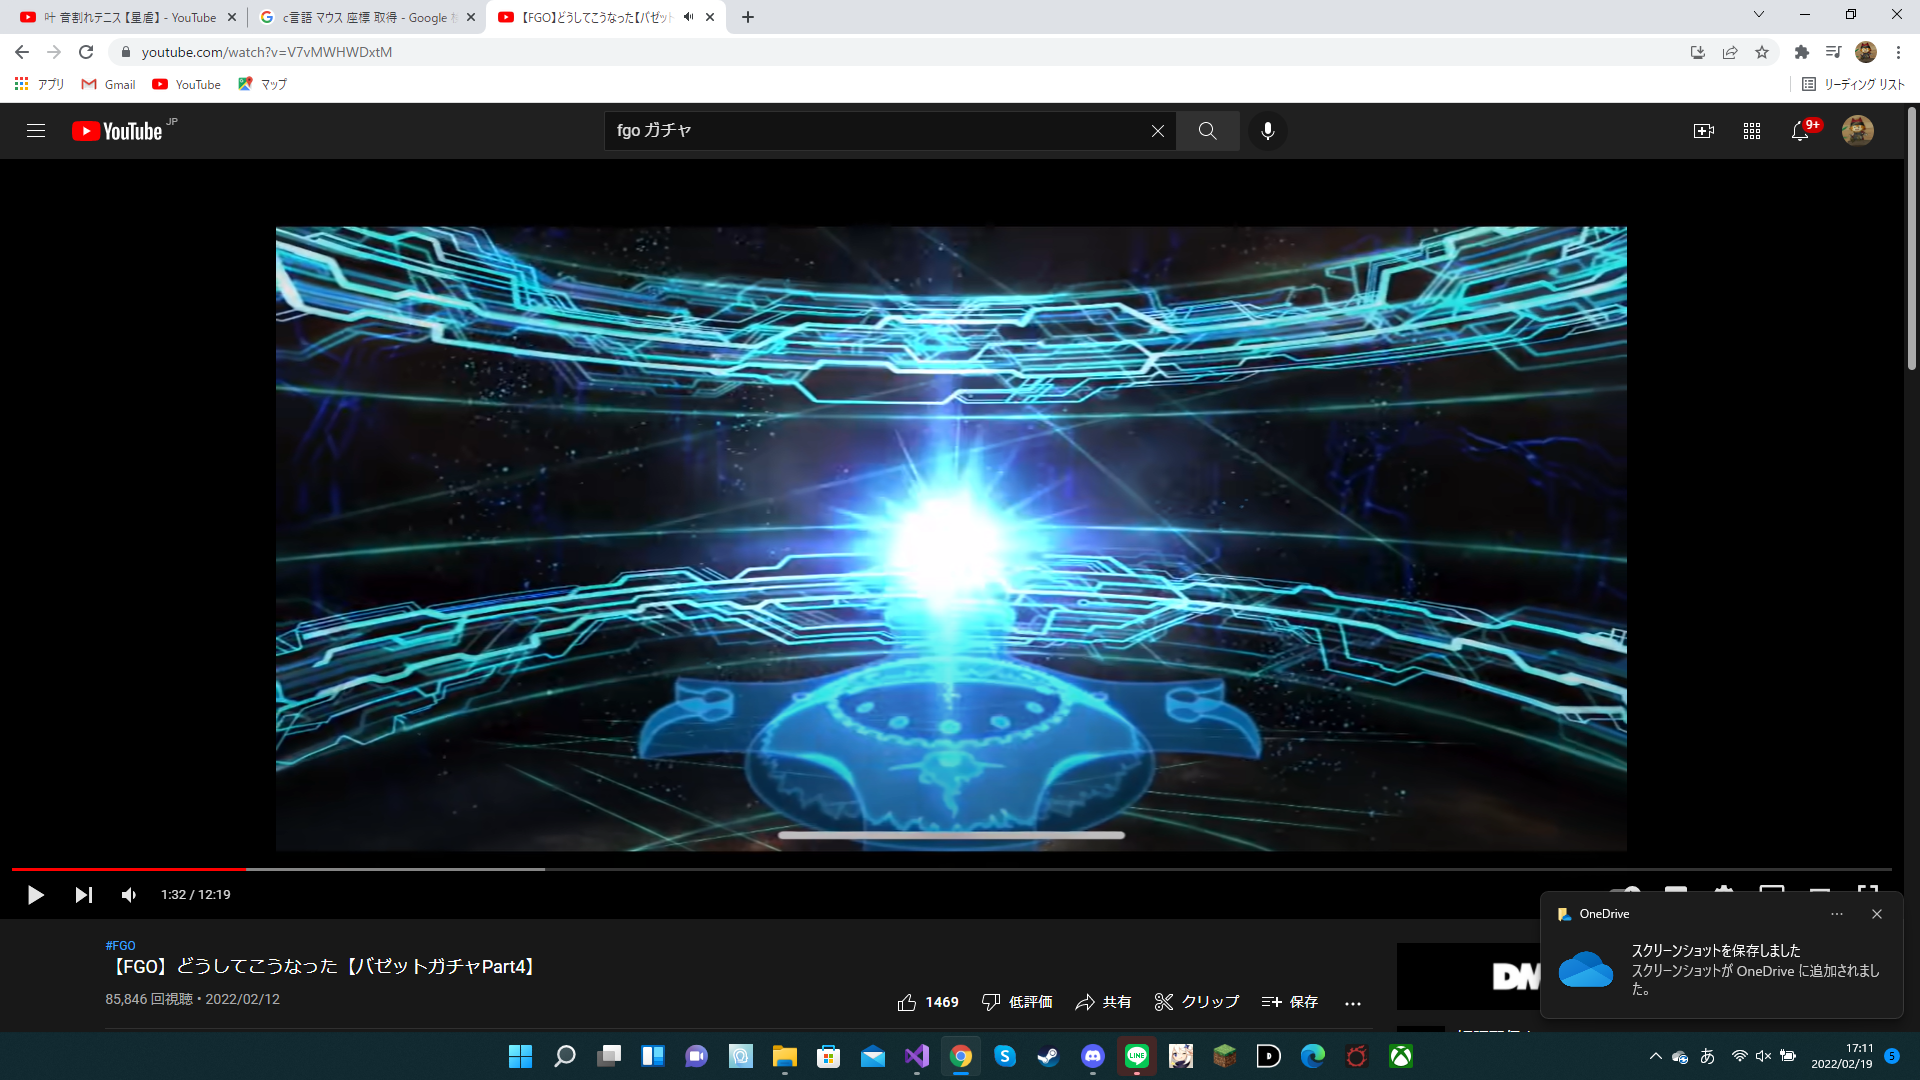 叶 音割れテニス【星虐】 - YouTube
c言語 マウス 座標 取得 - Google
【FGO】どうしてこうなった【バゼット
youtube.com/watch?v=V7vMWHWDxtM
アプリ
Gmail
YouTube
マップ
リーディング リスト
YouTube JP
fgo ガチャ
9+
1:32 / 12:19
OneDrive
スクリーンショットを保存しました
スクリーンショットが OneDrive に追加されまし
た。
#FGO
【FGO】どうしてこうなった【バゼットガチャPart4】
85,846 回視聴・2022/02/12
1469
低評価
共有
クリップ
保存
DM
LINE
あ
17:11
2022/02/19
5